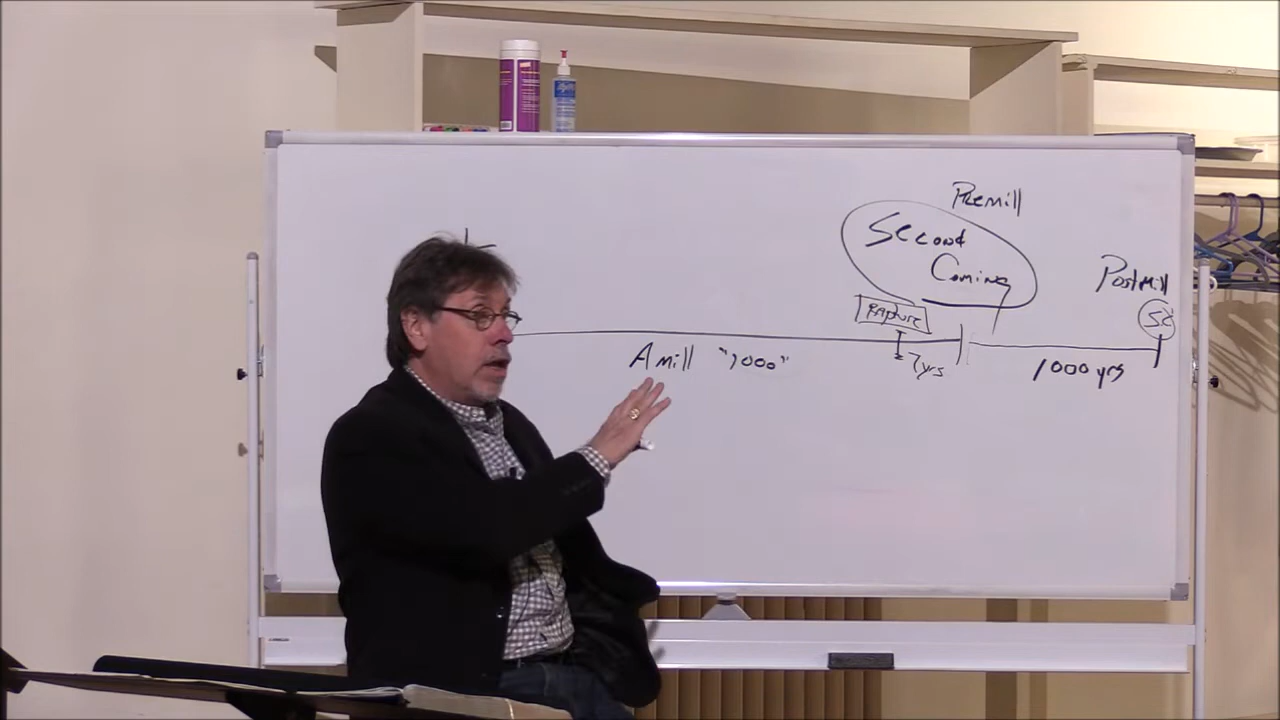 Premill
Second
Coming
Postmill
Rapture
SC
Amill "1000"
7yrs
1000 yrs